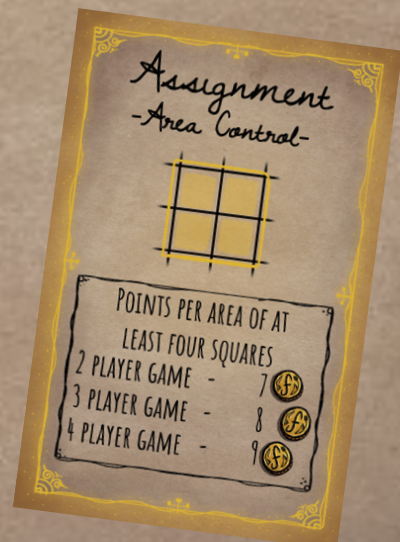 Assignment
-Area Control-
Points per area of at
least four squares
2 player game - 7
3 player game - 8
4 player game - 9